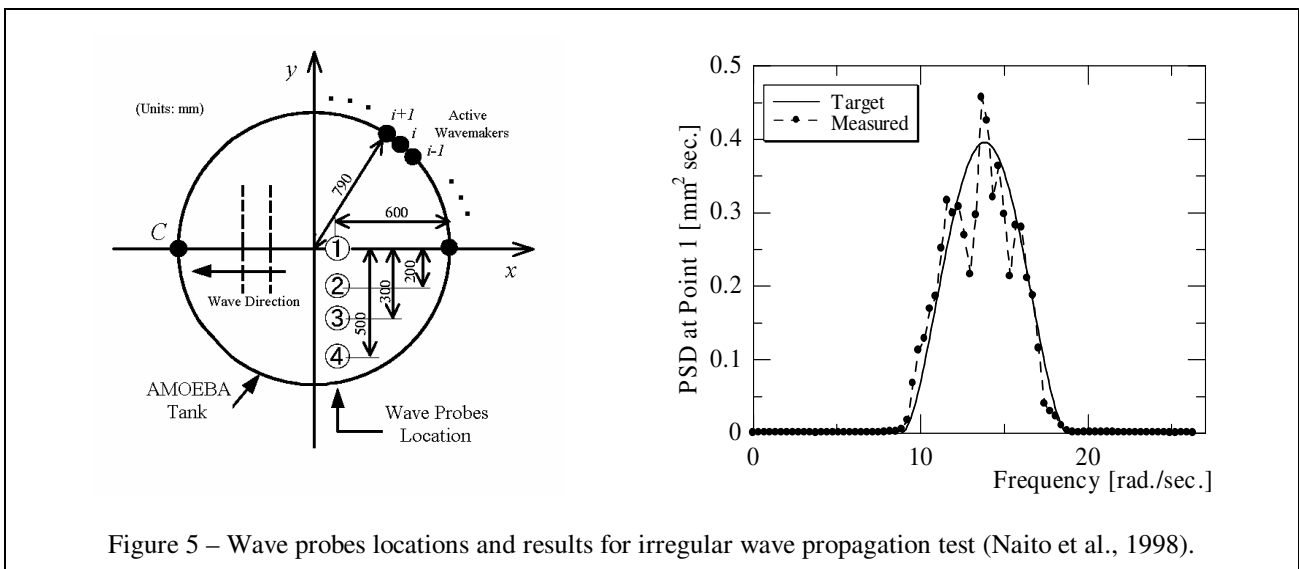 y
(Units: mm)
i+1
i
i-1
Active
Wavemakers
790
600
C
①
x
Wave Direction
②
200
③
300
④
500
AMOEBA
Tank
Wave Probes
Location
0.5
0.4
0.3
0.2
0.1
0
PSD at Point 1 [mm² sec.]
Target
Measured
0 10 20
Frequency [rad./sec.]
Figure 5 – Wave probes locations and results for irregular wave propagation test (Naito et al., 1998).